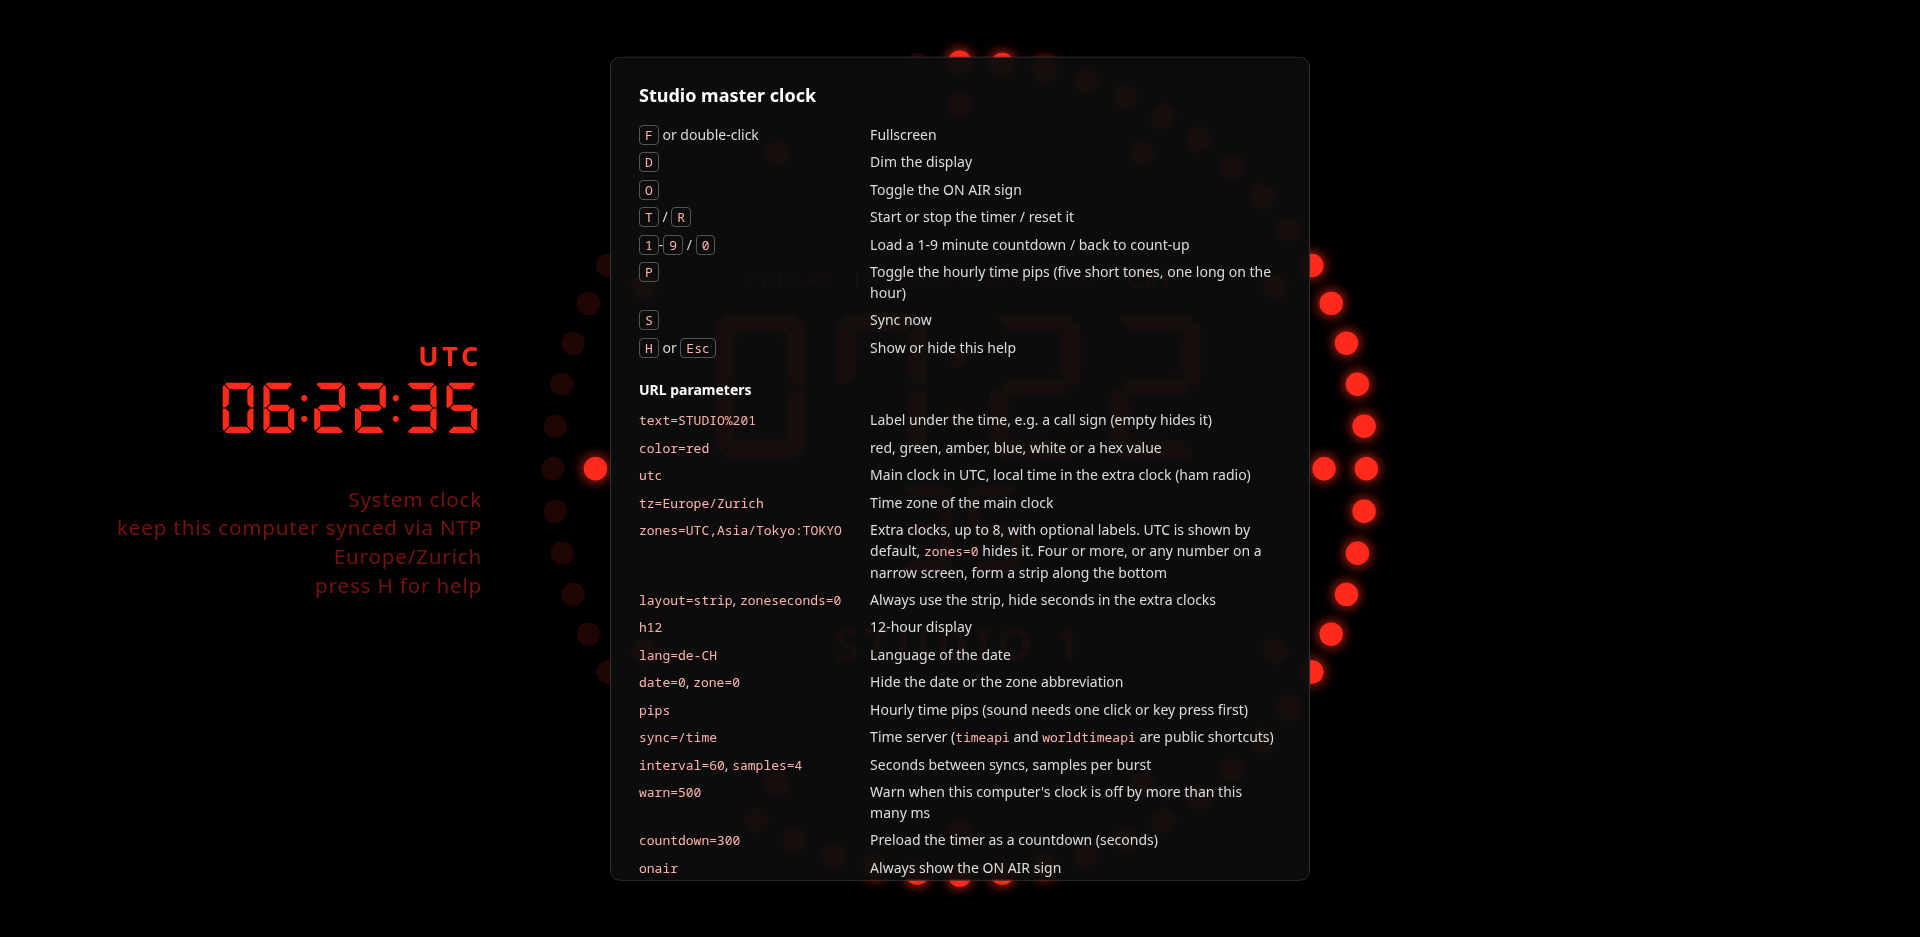 Studio master clock
F or double-click Fullscreen
D Dim the display
O Toggle the ON AIR sign
T / R Start or stop the timer / reset it
1-9 / 0 Load a 1-9 minute countdown / back to count-up
P Toggle the hourly time pips (five short tones, one long on the
hour)
S Sync now
H or Esc Show or hide this help
URL parameters
text=STUDIO%201 Label under the time, e.g. a call sign (empty hides it)
color=red red, green, amber, blue, white or a hex value
utc Main clock in UTC, local time in the extra clock (ham radio)
tz=Europe/Zurich Time zone of the main clock
zones=UTC,Asia/Tokyo:TOKYO Extra clocks, up to 8, with optional labels. UTC is shown by
default, zones=0 hides it. Four or more, or any number on a
narrow screen, form a strip along the bottom
layout=strip, zoneseconds=0 Always use the strip, hide seconds in the extra clocks
h12 12-hour display
lang=de-CH Language of the date
date=0, zone=0 Hide the date or the zone abbreviation
pips Hourly time pips (sound needs one click or key press first)
sync=/time Time server (timeapi and worldtimeapi are public shortcuts)
interval=60, samples=4 Seconds between syncs, samples per burst
warn=500 Warn when this computer's clock is off by more than this
many ms
countdown=300 Preload the timer as a countdown (seconds)
onair Always show the ON AIR sign
UTC
06:22:35
System clock
keep this computer synced via NTP
Europe/Zurich
press H for help
FRIDAY
07:22
STUDIO 1